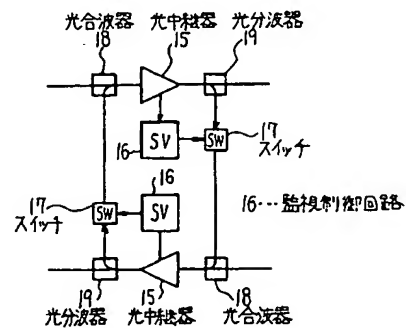 光合波器 光中継器 光分波器
18 15 19
16 SV SW 17
スイッチ
16
17
スイッチ SW SV 16…監視制御回路
19 15 18
光分波器 光中継器 光合波器